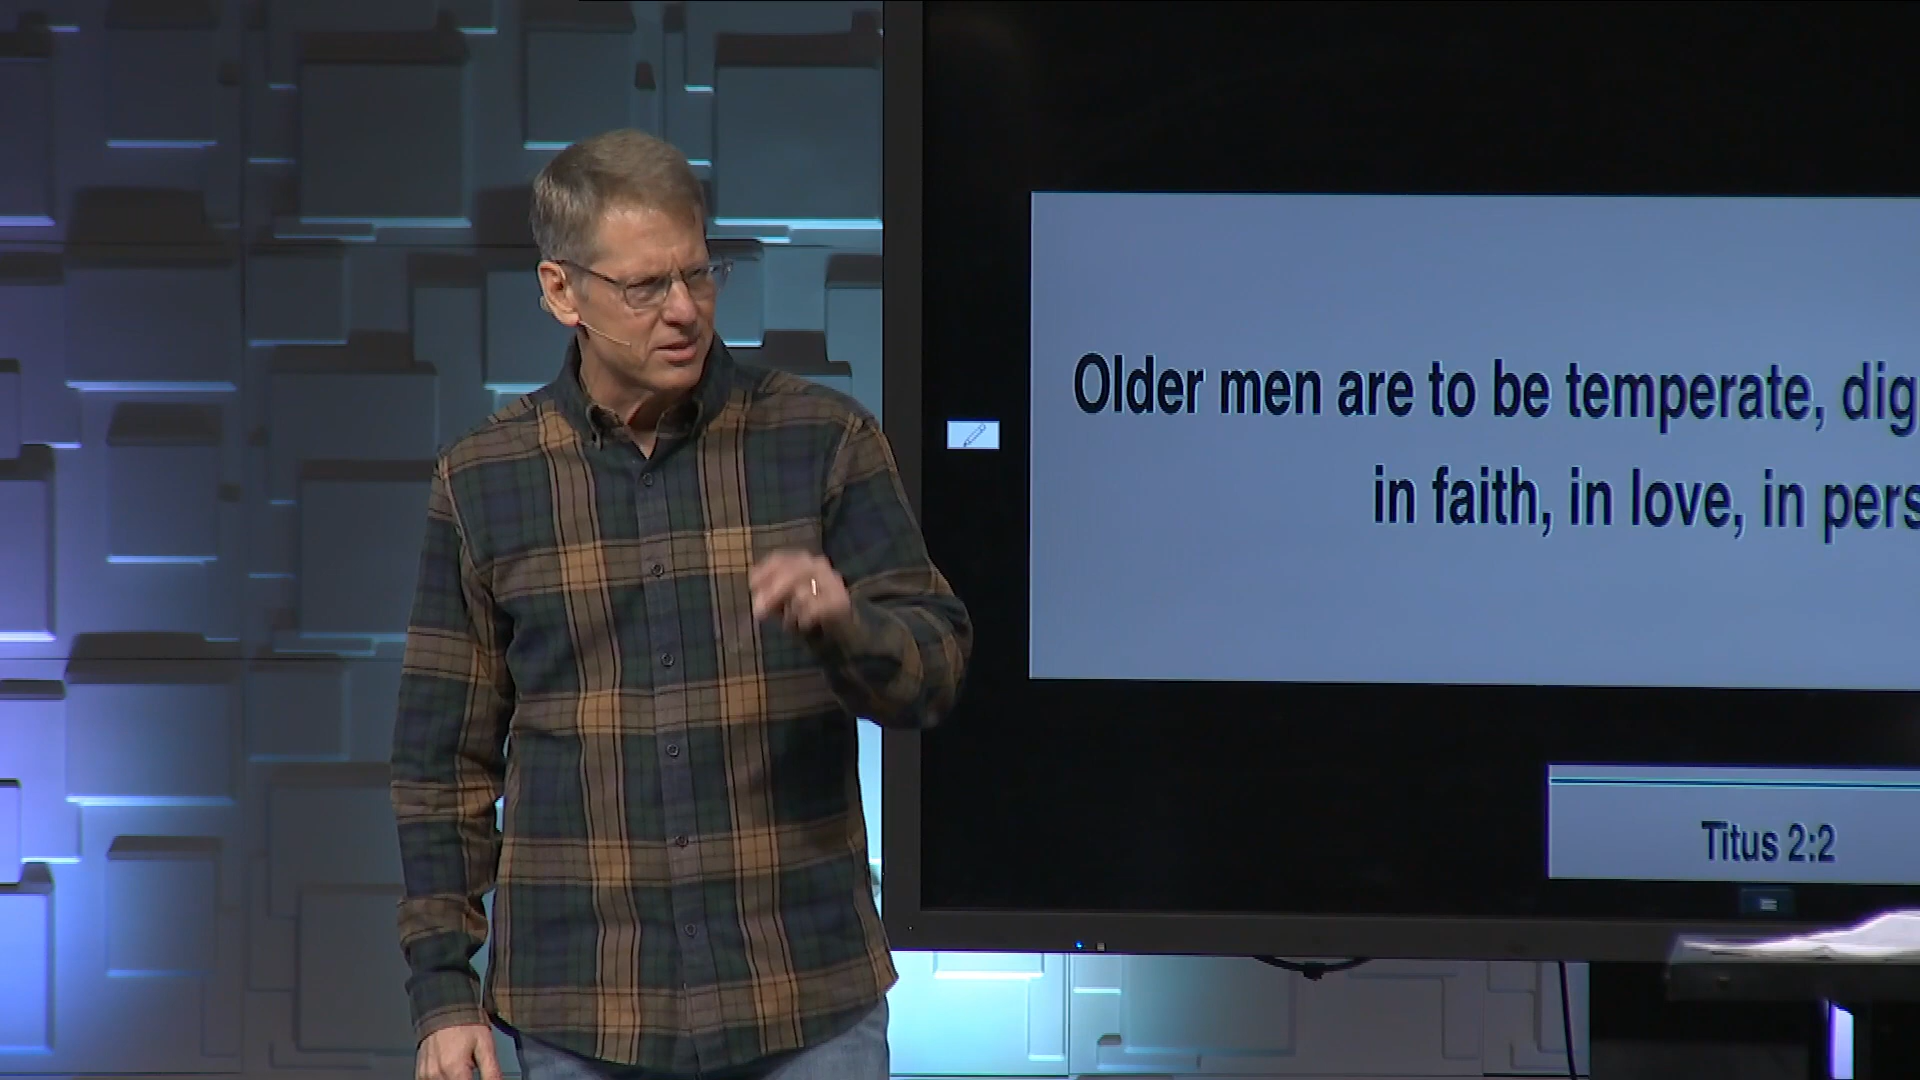 Older men are to be temperate, dig
in faith, in love, in pers
Titus 2:2